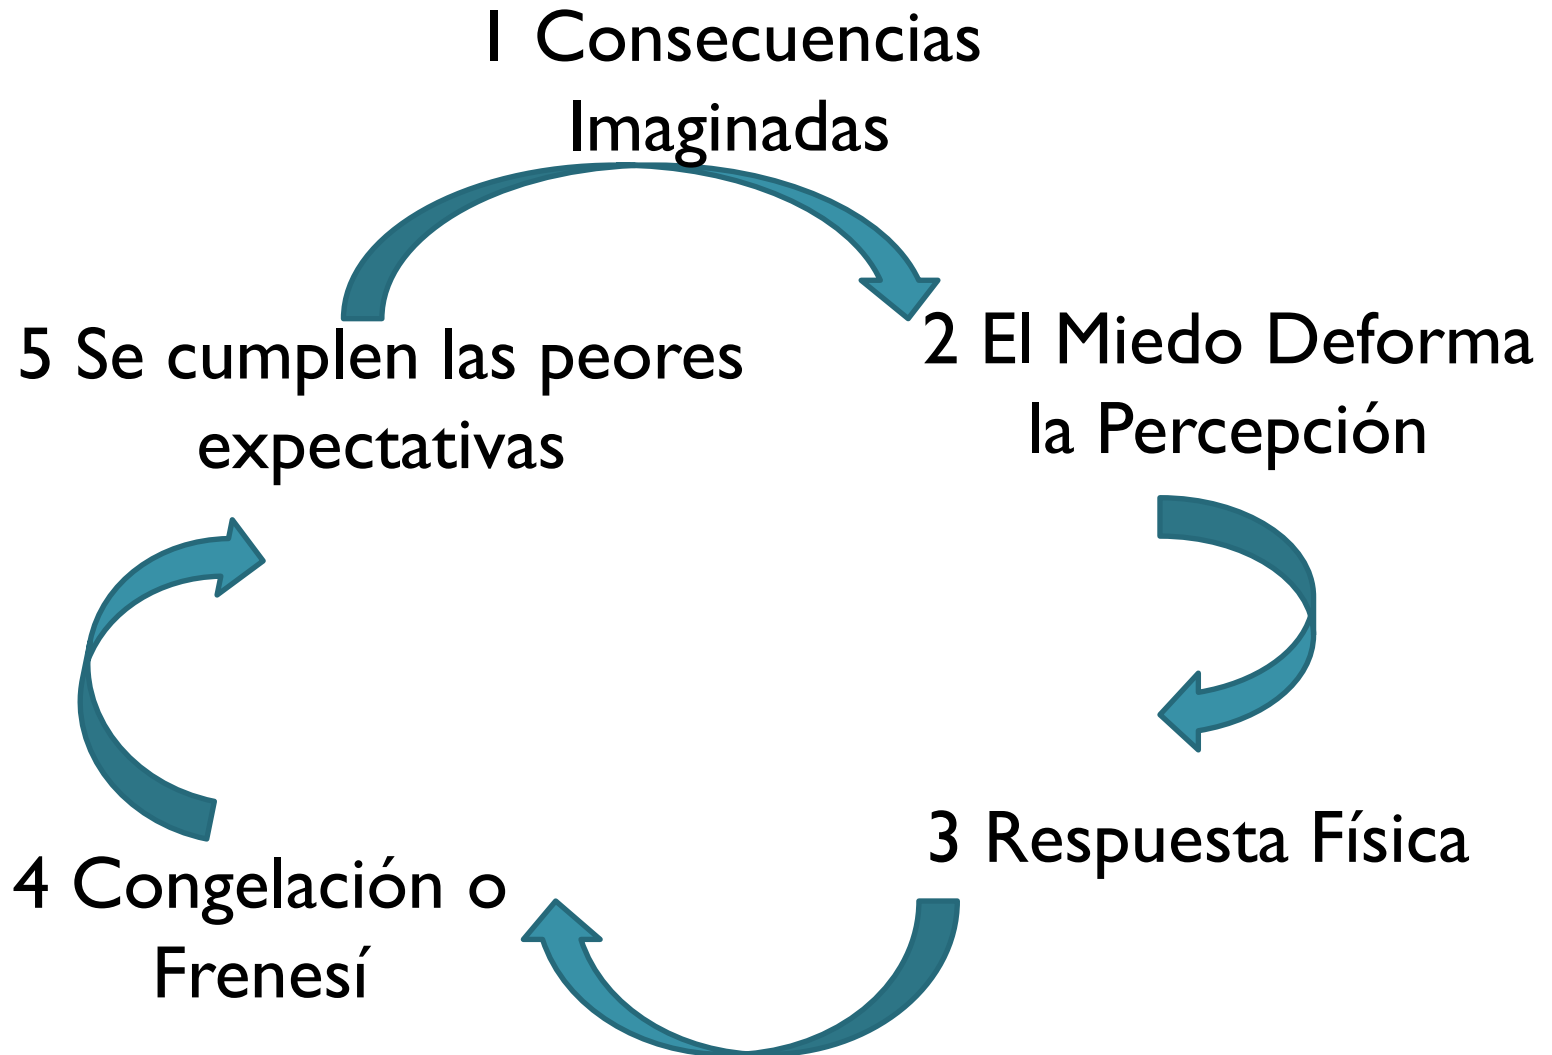 1 Consecuencias
Imaginadas
2 El Miedo Deforma
la Percepción
3 Respuesta Física
4 Congelación o
Frenesí
5 Se cumplen las peores
expectativas